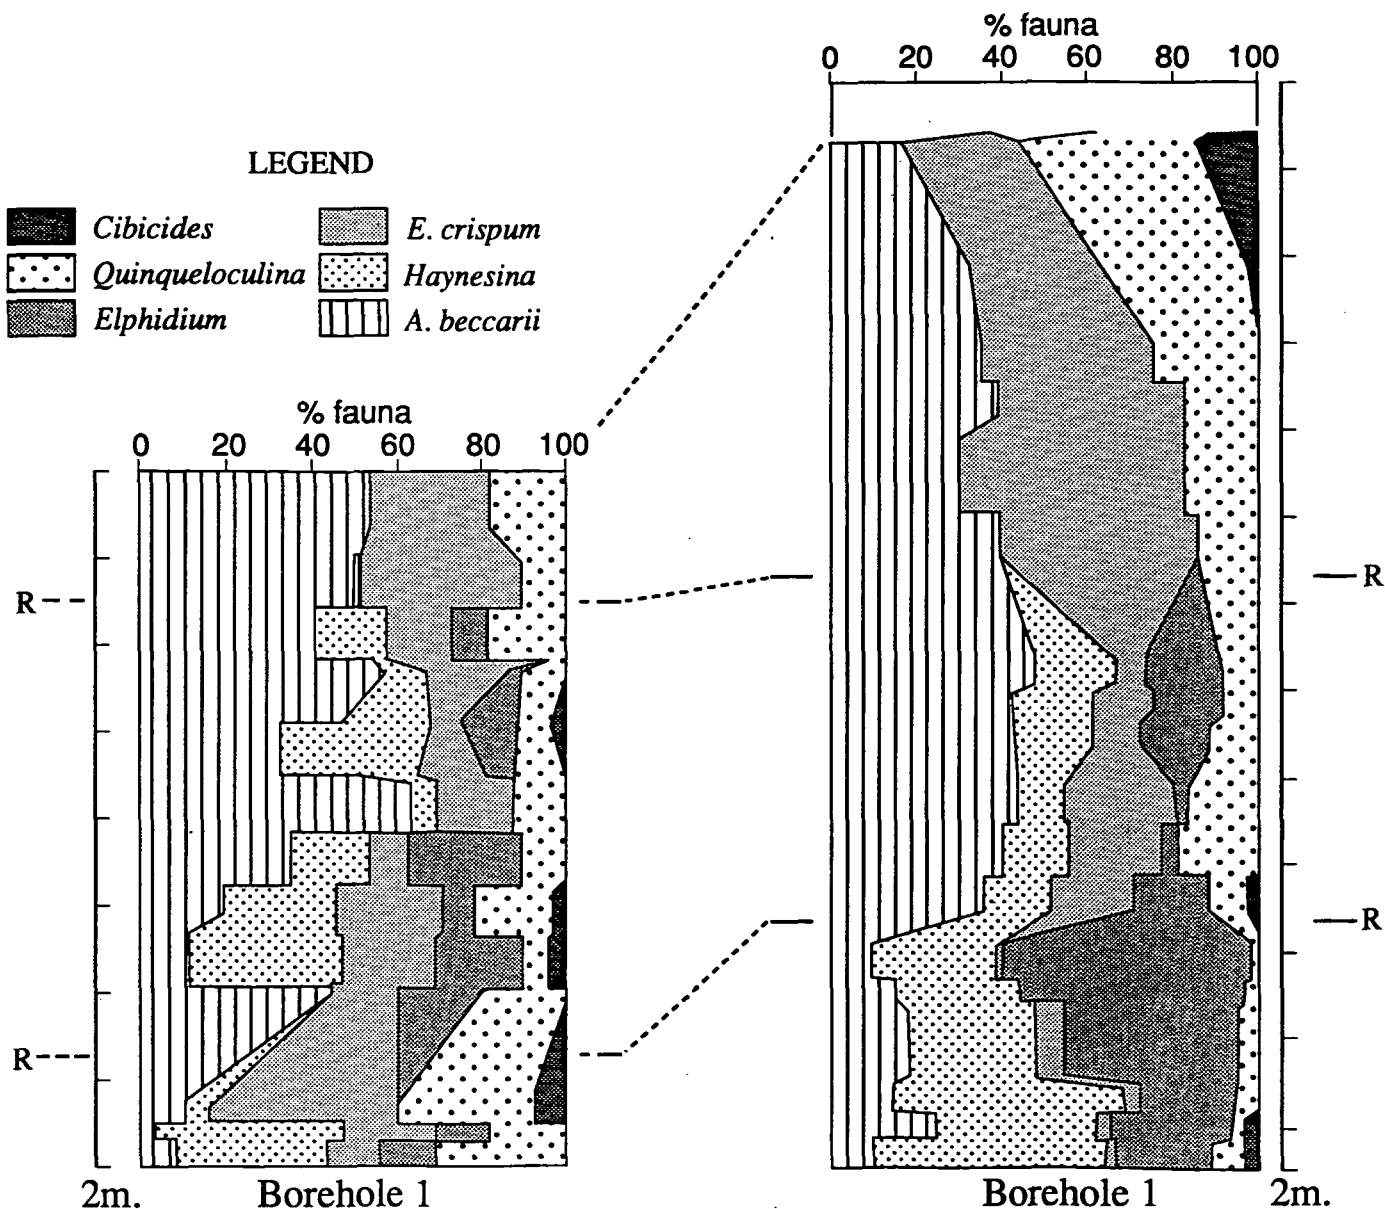 % fauna
0 20 40 60 80 100
LEGEND
Cibicides
E. crispum
Quinqueloculina
Haynesina
Elphidium
A. beccarii
% fauna
0 20 40 60 80 100
R
R
R
R
2m.
Borehole 1
Borehole 1
2m.